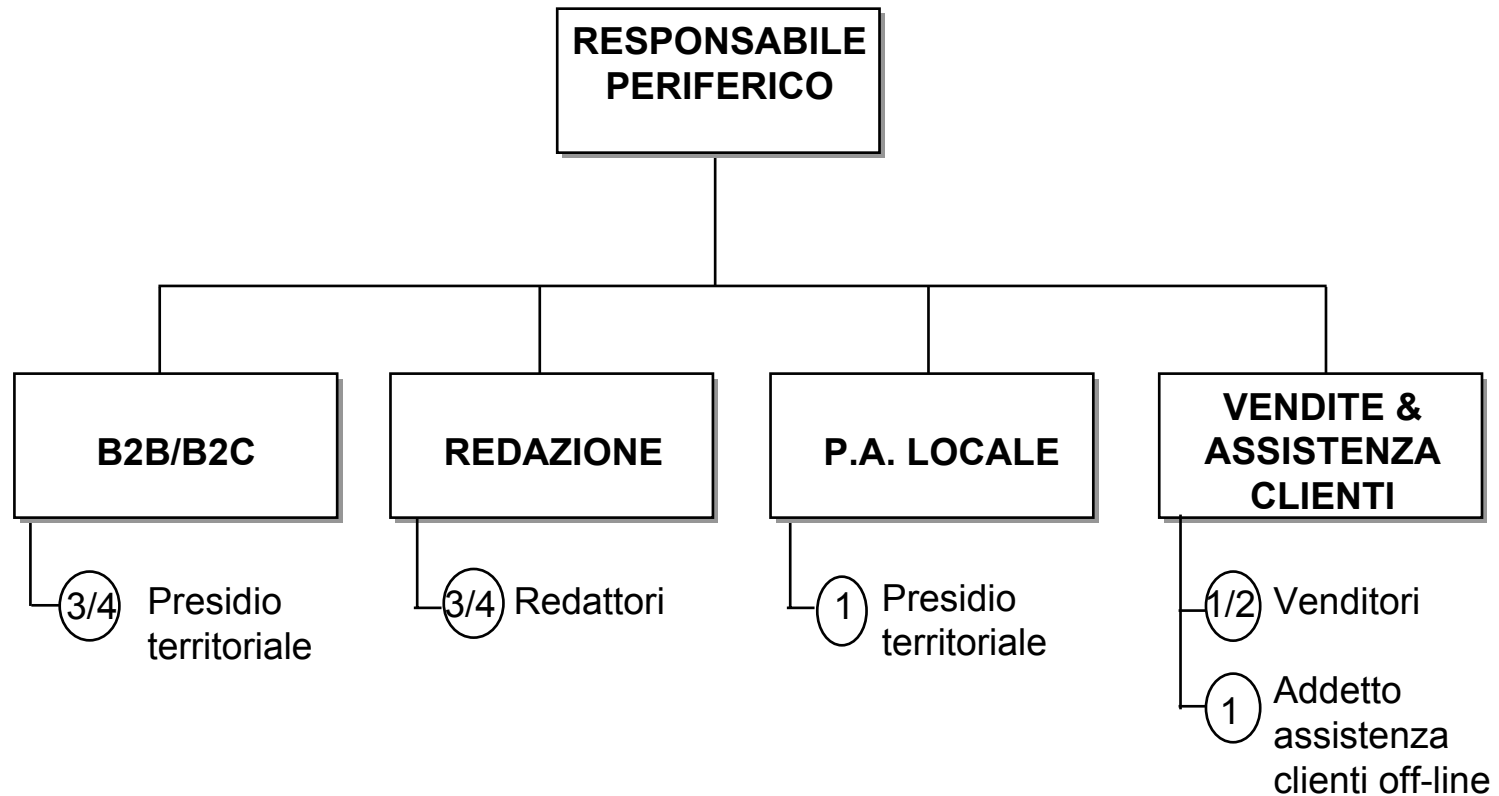 RESPONSABILE
PERIFERICO
B2B/B2C
REDAZIONE
P.A. LOCALE
VENDITE &
ASSISTENZA
CLIENTI
3/4
Presidio
territoriale
3/4
Redattori
1
Presidio
territoriale
1/2
Venditori
1
Addetto
assistenza
clienti off-line